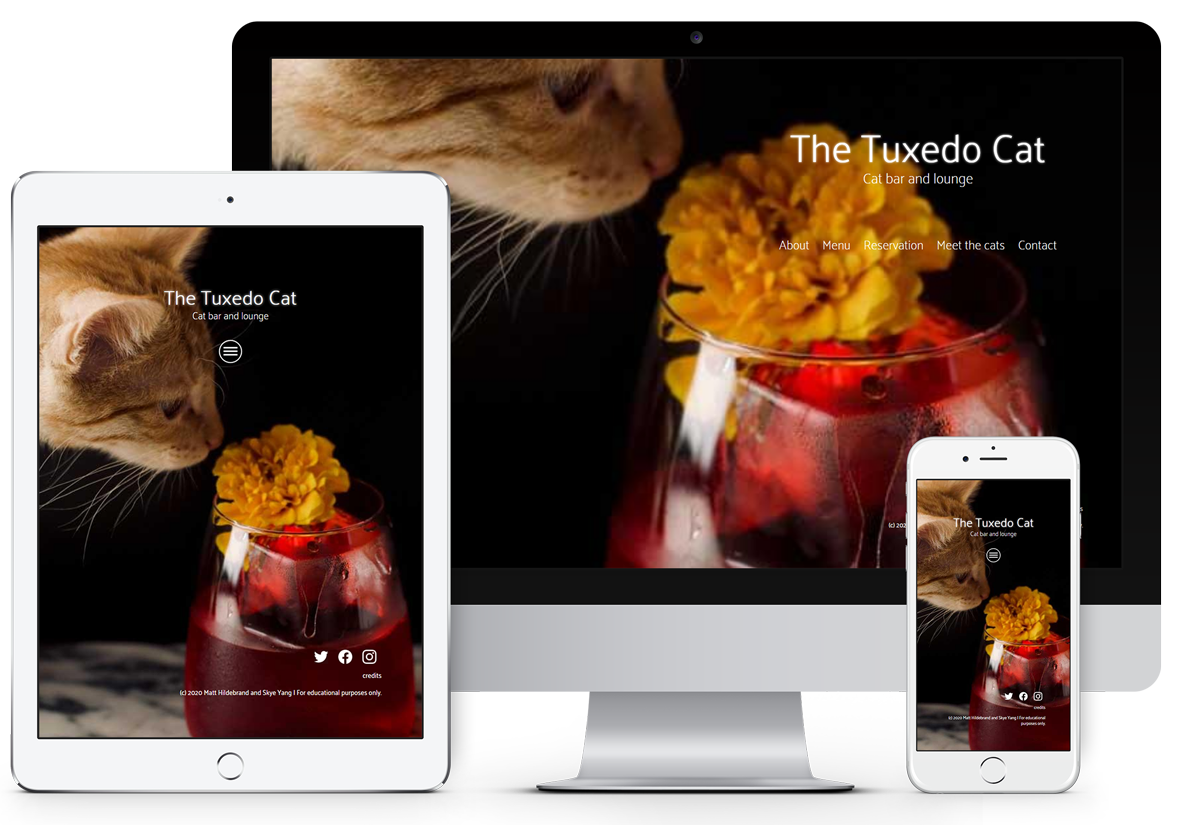 The Tuxedo Cat
Cat bar and lounge
About Menu Reservation Meet the cats Contact
(c) 202
The Tuxedo Cat
Cat bar and lounge
credits
(c) 2020 Matt Hildebrand and Skye Yang I For educational purposes only.
The Tuxedo Cat
Cat bar and lounge
credits
(c) 2020 Matt Hildebrand and Skye Yang I For educational
purposes only.